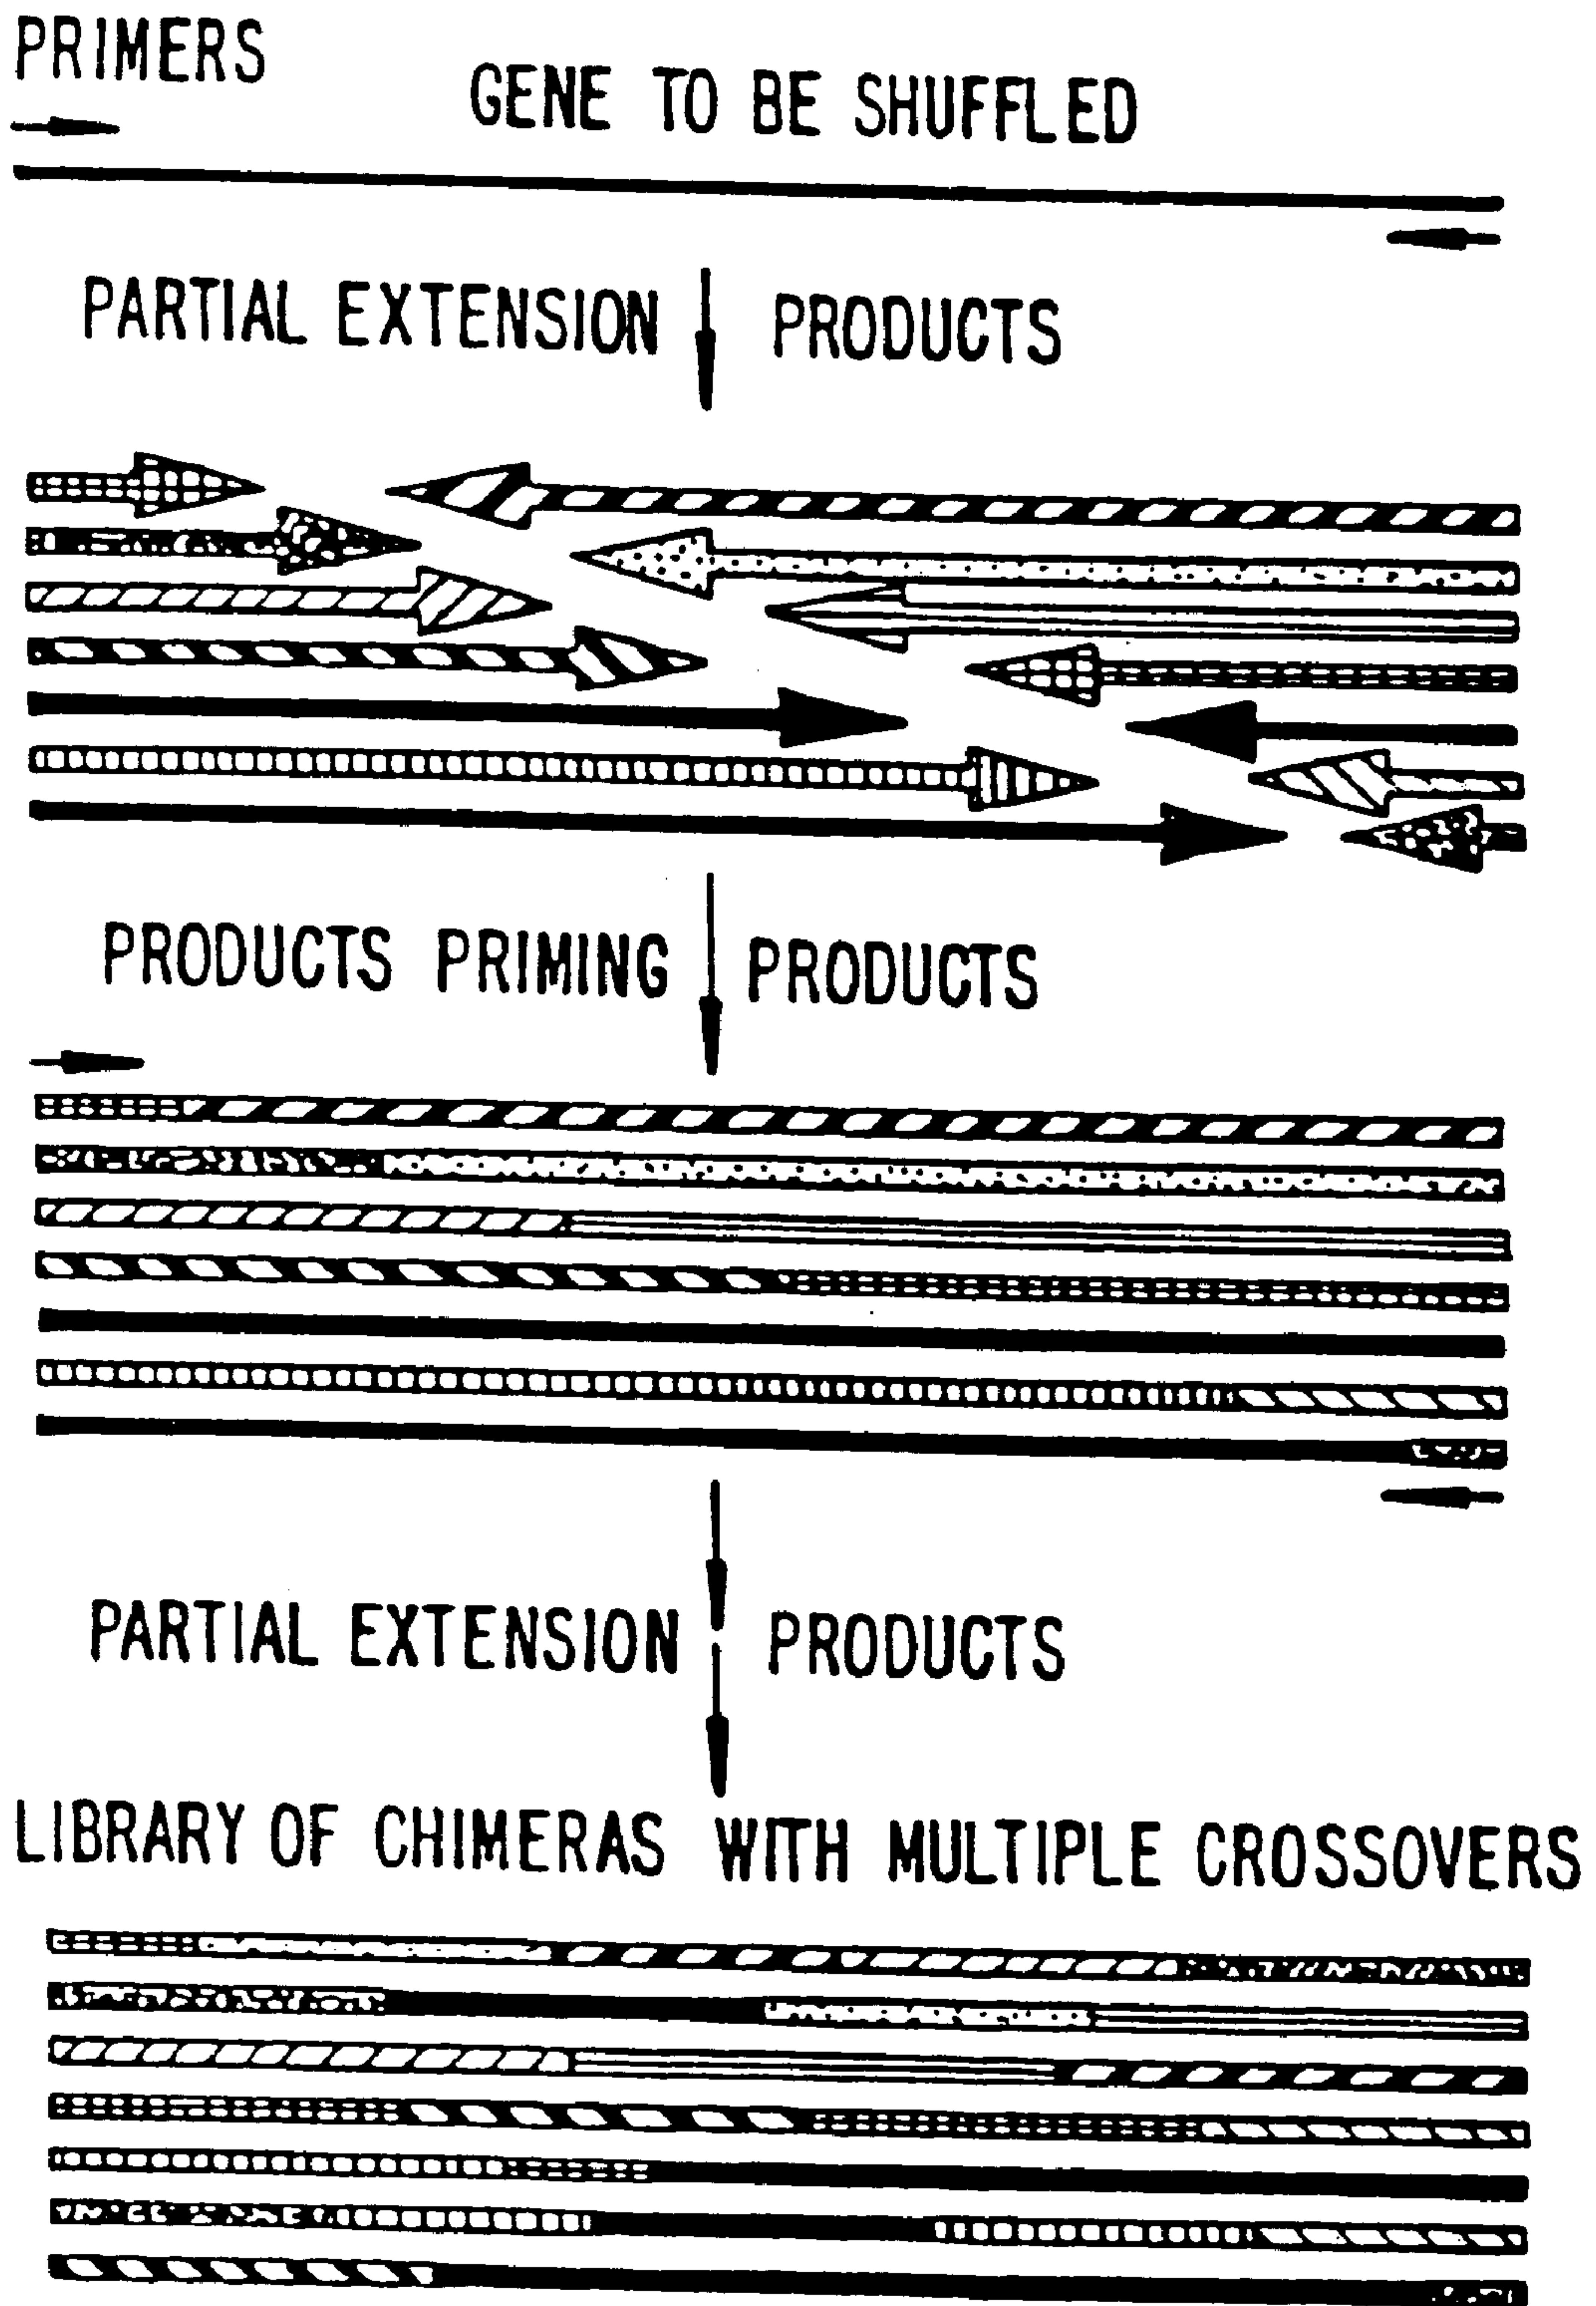 PRIMERS
GENE TO BE SHUFFLED
PARTIAL EXTENSION PRODUCTS
PRODUCTS PRIMING PRODUCTS
PARTIAL EXTENSION PRODUCTS
LIBRARY OF CHIMERAS WITH MULTIPLE CROSSOVERS